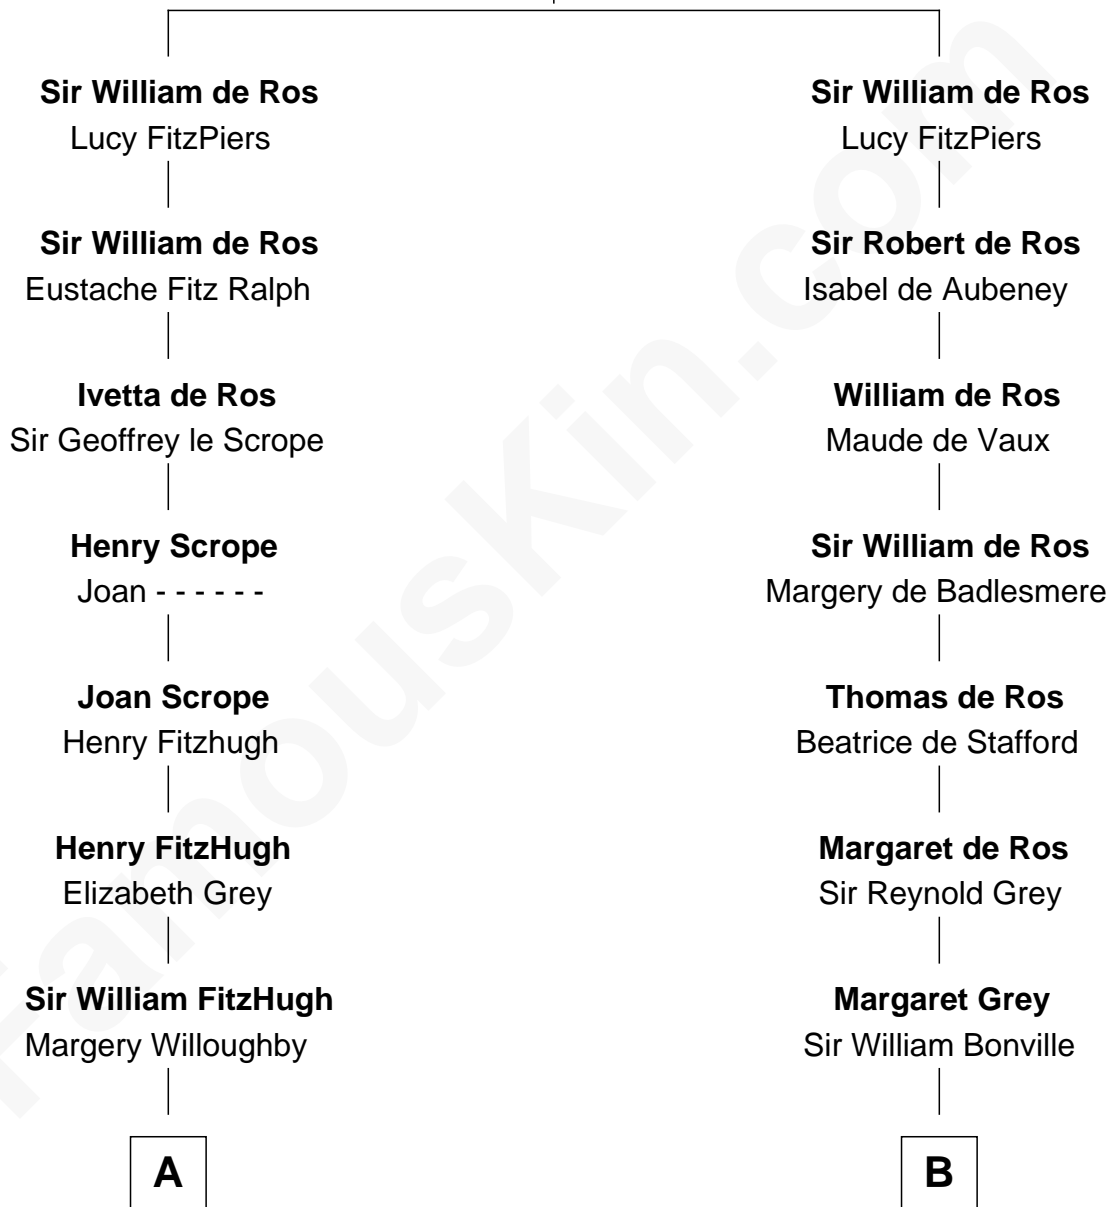 Sir William de Ros
Lucy FitzPiers
Sir William de Ros
Eustache Fitz Ralph
Ivetta de Ros
Sir Geoffrey le Scrope
Henry Scrope
Joan - - - - - -
Joan Scrope
Henry Fitzhugh
Henry FitzHugh
Elizabeth Grey
Sir William FitzHugh
Margery Willoughby
A
Sir William de Ros
Lucy FitzPiers
Sir Robert de Ros
Isabel de Aubeney
William de Ros
Maude de Vaux
Sir William de Ros
Margery de Badlesmere
Thomas de Ros
Beatrice de Stafford
Margaret de Ros
Sir Reynold Grey
Margaret Grey
Sir William Bonville
B
FamousKin.com